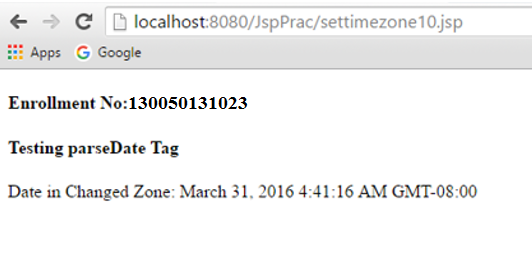 localhost:8080/JspPrac/settimezone10.jsp
Apps Google
Enrollment No:130050131023
Testing parseDate Tag
Date in Changed Zone: March 31, 2016 4:41:16 AM GMT-08:00